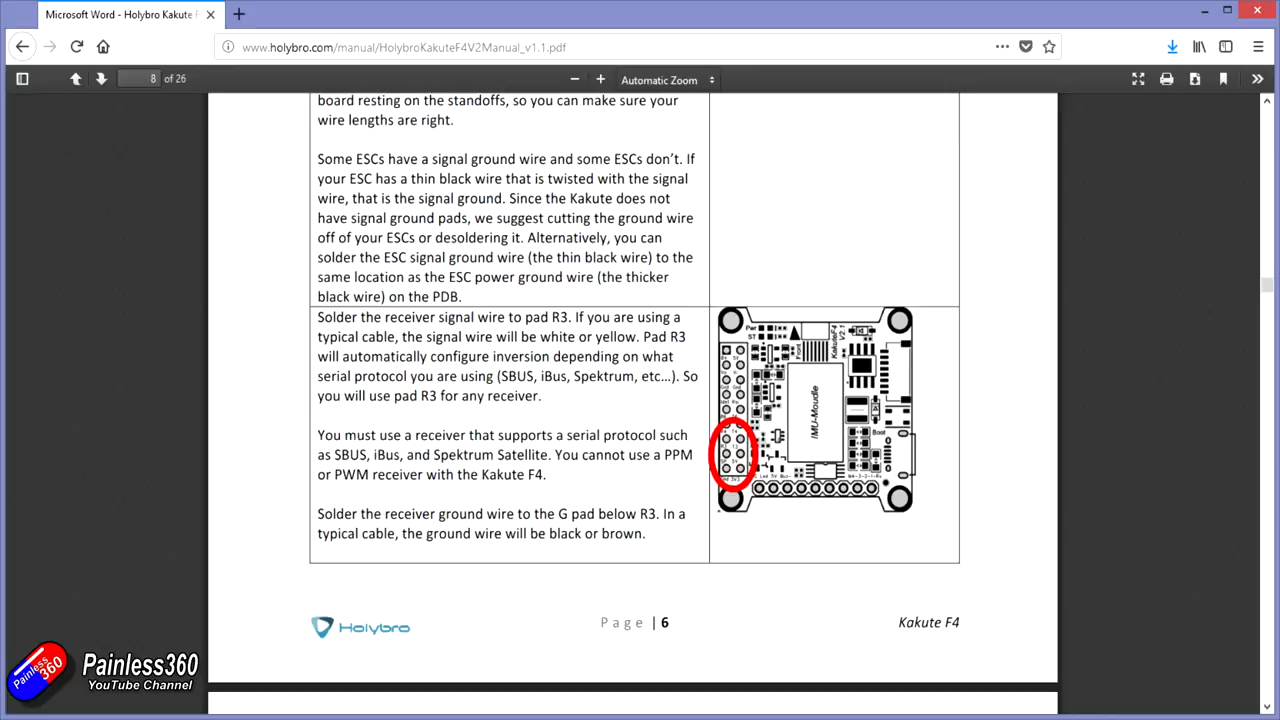 Microsoft Word - Holybro Kakute F
www.holybro.com/manual/HolybroKakuteF4V2Manual_v1.1.pdf
8 of 26
Automatic Zoom
board resting on the standoffs, so you can make sure your
wire lengths are right.
Some ESCs have a signal ground wire and some ESCs don't. If
your ESC has a thin black wire that is twisted with the signal
wire, that is the signal ground. Since the Kakute does not
have signal ground pads, we suggest cutting the ground wire
off of your ESCs or desoldering it. Alternatively, you can
solder the ESC signal ground wire (the thin black wire) to the
same location as the ESC power ground wire (the thicker
black wire) on the PDB.
Solder the receiver signal wire to pad R3. If you are using a
typical cable, the signal wire will be white or yellow. Pad R3
will automatically configure inversion depending on what
serial protocol you are using (SBUS, iBus, Spektrum, etc…). So
you will use pad R3 for any receiver.
You must use a receiver that supports a serial protocol such
as SBUS, iBus, and Spektrum Satellite. You cannot use a PPM
or PWM receiver with the Kakute F4.
Solder the receiver ground wire to the G pad below R3. In a
typical cable, the ground wire will be black or brown.
Pwr
ST
Front
KakuteF4
V2.1
IMU-Moudle
Boot
Led 5V Buz-
Holybro
Page | 6
Kakute F4
Painless360
Painless360
YouTube Channel